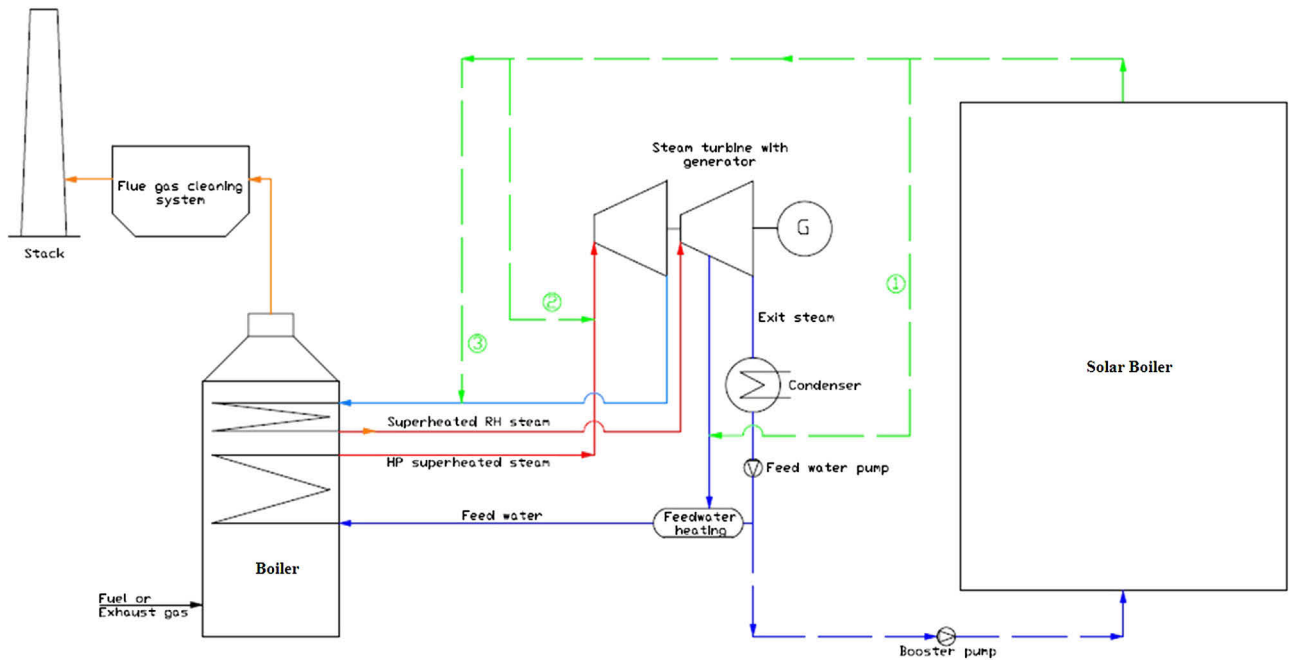 Steam turbine with
generator
G
Flue gas cleaning
system
Stack
①
②
③
Exit steam
Condenser
Solar Boiler
Superheated RH steam
HP superheated steam
Feed water pump
Feed water
Feedwater
heating
Boiler
Fuel or
Exhaust gas
Booster pump